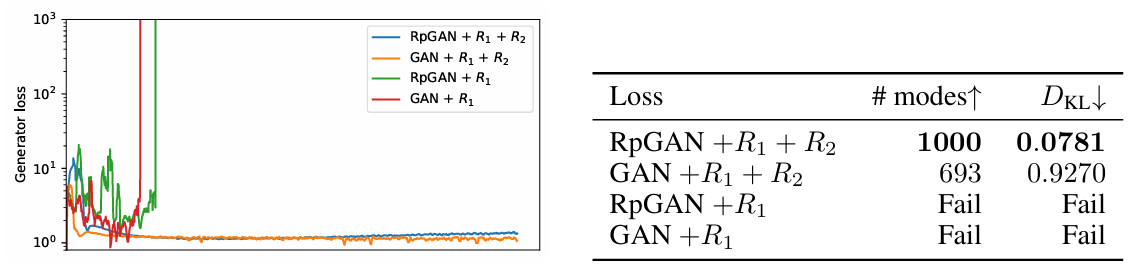 10³
10²
10¹
10⁰
Generator loss
RpGAN + R₁ + R₂
GAN + R₁ + R₂
RpGAN + R₁
GAN + R₁
Loss # modes↑ D_KL↓
RpGAN +R₁ + R₂ 1000 0.0781
GAN +R₁ + R₂ 693 0.9270
RpGAN +R₁ Fail Fail
GAN +R₁ Fail Fail